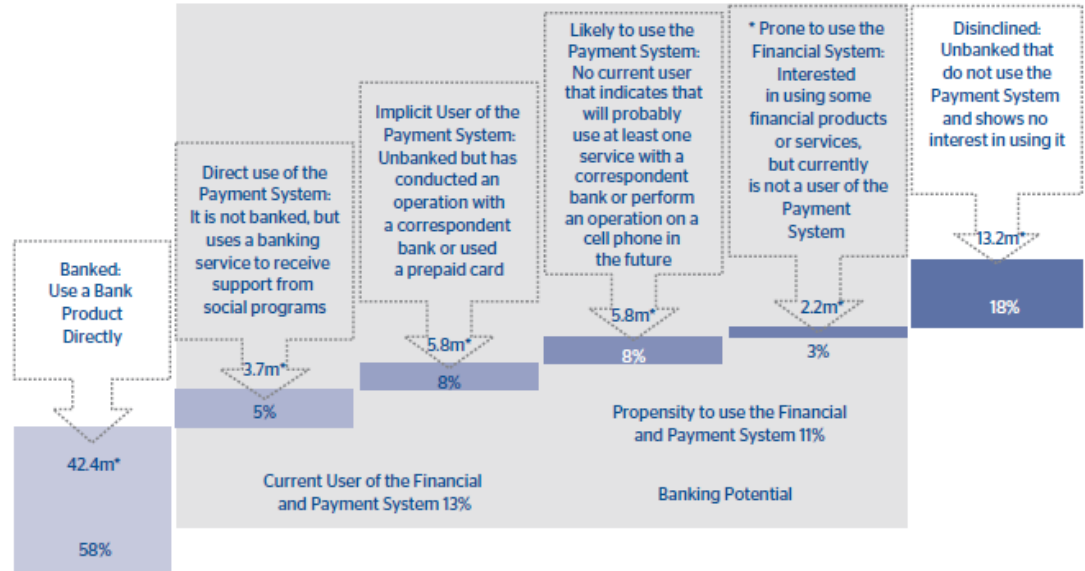 Banked:
Use a Bank
Product
Directly
42.4m*
58%
Direct use of the
Payment System:
It is not banked, but
uses a banking
service to receive
support from
social programs
3.7m*
5%
Implicit User of the
Payment System:
Unbanked but has
conducted an
operation with
a correspondent
bank or used
a prepaid card
5.8m*
8%
Likely to use the
Payment System:
No current user
that indicates that
will probably
use at least one
service with a
correspondent
bank or perform
an operation on a
cell phone in
the future
5.8m*
8%
* Prone to use the
Financial System:
Interested
in using some
financial products
or services,
but currently
is not a user of the
Payment
System
2.2m*
3%
Disinclined:
Unbanked that
do not use the
Payment System
and shows no
interest in using it
13.2m*
18%
Current User of the Financial
and Payment System 13%
Propensity to use the Financial
and Payment System 11%
Banking Potential